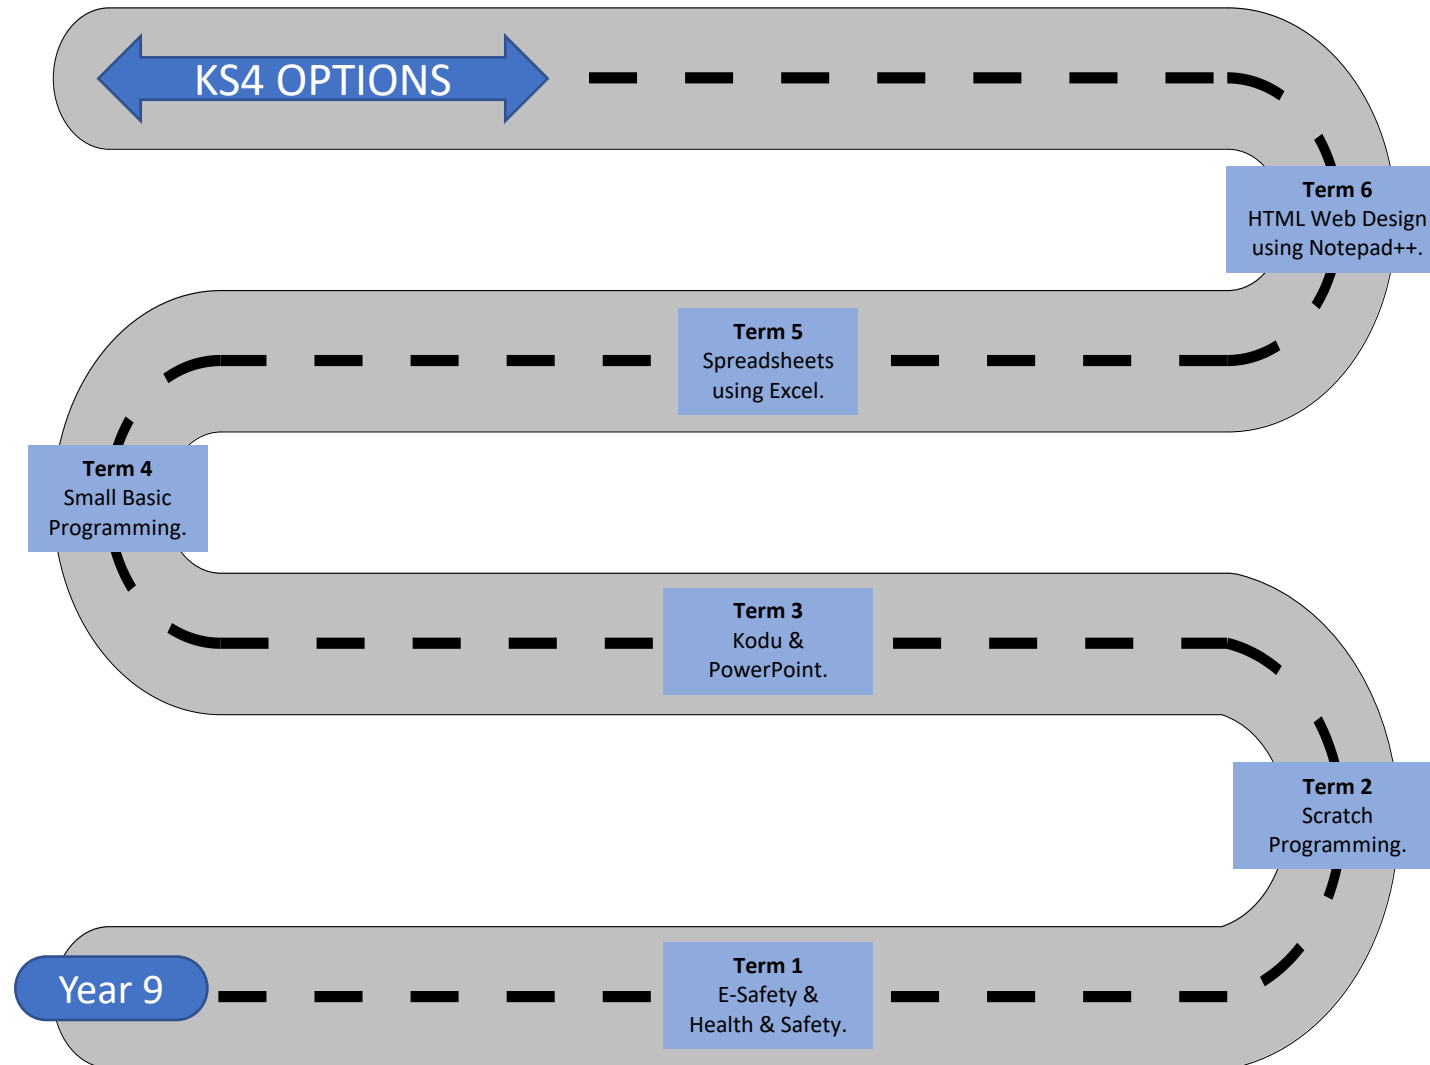 KS4 OPTIONS
Term 6
HTML Web Design
using Notepad++.
Term 5
Spreadsheets
using Excel.
Term 4
Small Basic
Programming.
Term 3
Kodu &
PowerPoint.
Term 2
Scratch
Programming.
Term 1
E-Safety &
Health & Safety.
Year 9